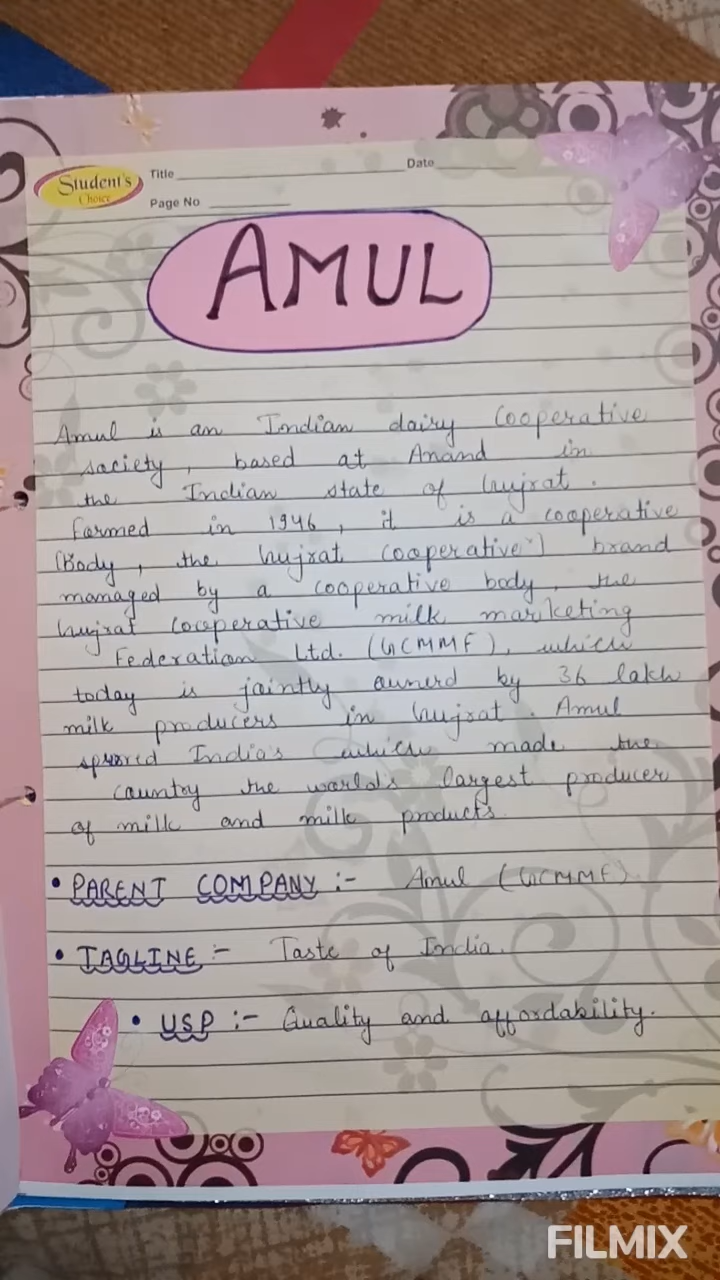 Student's
Choice
Title
Date
Page No
AMUL
Amul is an Indian dairy Cooperative
society, based at Anand in
the Indian state of Gujrat.
Formed in 1946, it is a cooperative
(Body, the Gujrat Cooperative) brand
managed by a cooperative body, the
Gujrat Cooperative milk marketing
Federation Ltd. (GCMMF), which
today is jointly ownerd by 36 lakh
milk producers in Gujrat. Amul
India's which made the
country the world's largest producer
of milk and milk products.
• PARENT COMPANY :- Amul (GCMMF)
• TAGLINE :- Taste of India.
• USP :- Quality and affordability.
FILMIX